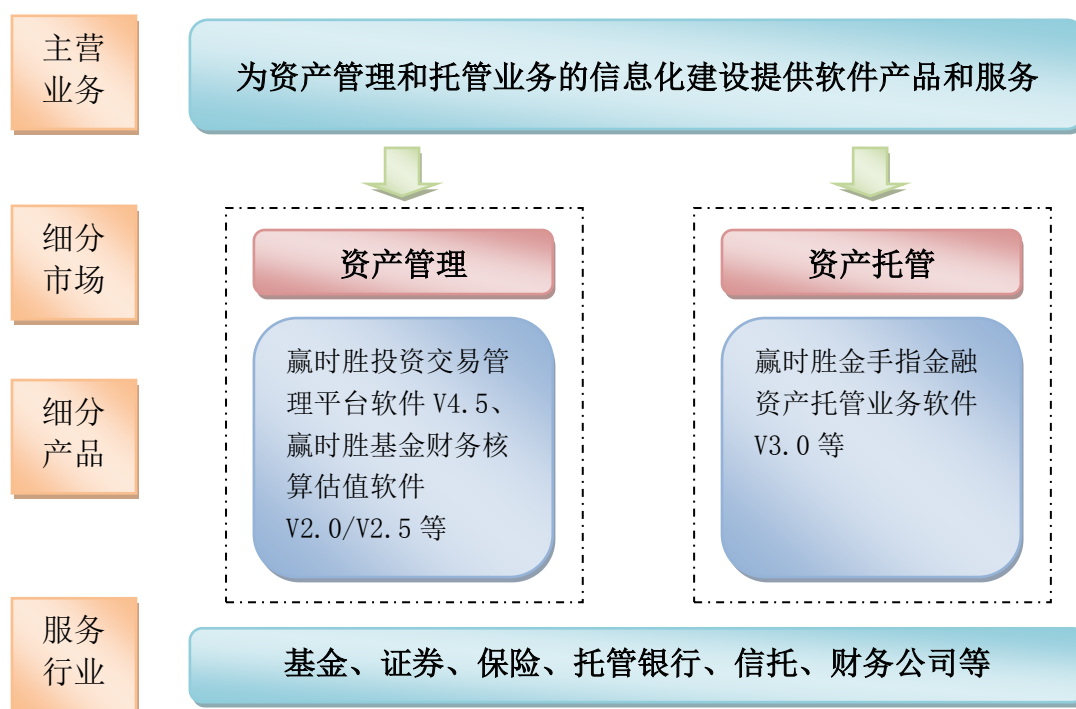 主营
业务
为资产管理和托管业务的信息化建设提供软件产品和服务
细分
市场
资产管理
资产托管
细分
产品
赢时胜投资交易管
理平台软件 V4.5、
赢时胜基金财务核
算估值软件
V2.0/V2.5 等
赢时胜金手指金融
资产托管业务软件
V3.0 等
服务
行业
基金、证券、保险、托管银行、信托、财务公司等